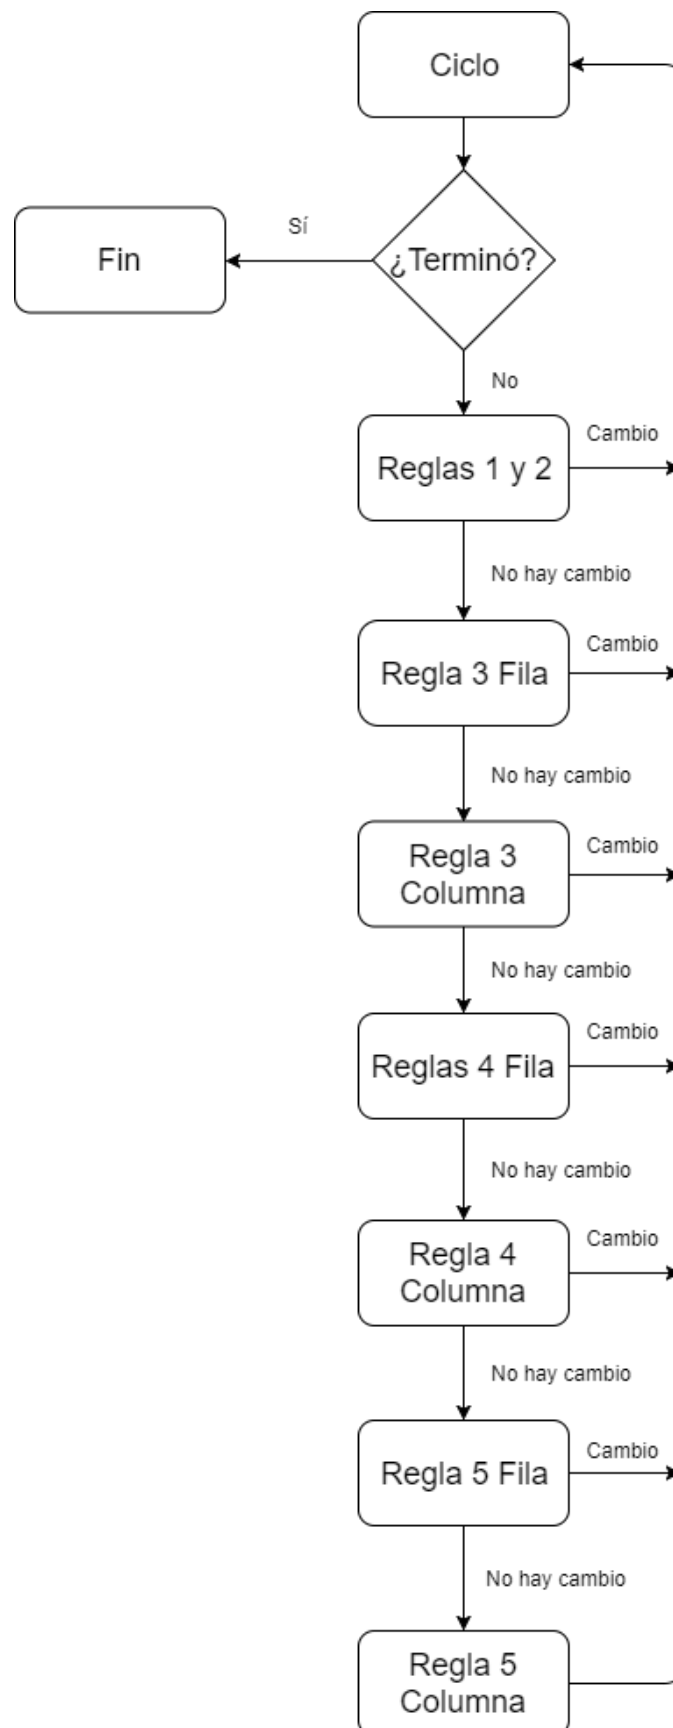 Ciclo
Sí
Fin
¿Terminó?
No
Cambio
Reglas 1 y 2
No hay cambio
Cambio
Regla 3 Fila
No hay cambio
Cambio
Regla 3
Columna
No hay cambio
Cambio
Reglas 4 Fila
No hay cambio
Cambio
Regla 4
Columna
No hay cambio
Cambio
Regla 5 Fila
No hay cambio
Regla 5
Columna